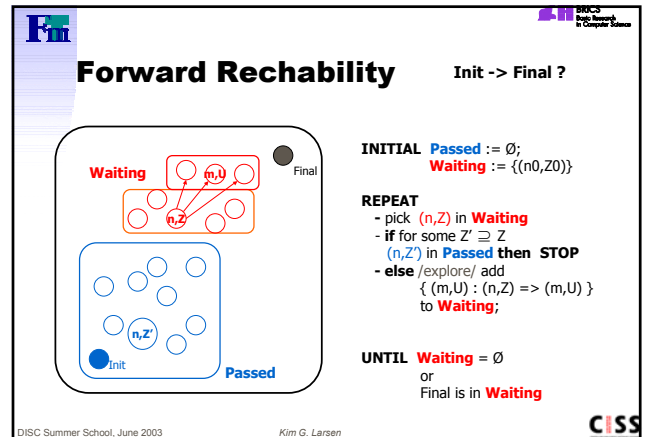 Fm
BRICS
Basic Research
in Computer Science
Forward Rechability
Init -> Final ?
Waiting
m,U
Final
n,Z
n,Z’
Init
Passed
INITIAL Passed := Ø;
Waiting := {(n0,Z0)}
REPEAT
- pick (n,Z) in Waiting
- if for some Z’ ⊇ Z
(n,Z’) in Passed then STOP
- else /explore/ add
{ (m,U) : (n,Z) => (m,U) }
to Waiting;
UNTIL Waiting = Ø
or
Final is in Waiting
DISC Summer School, June 2003
Kim G. Larsen
CISS